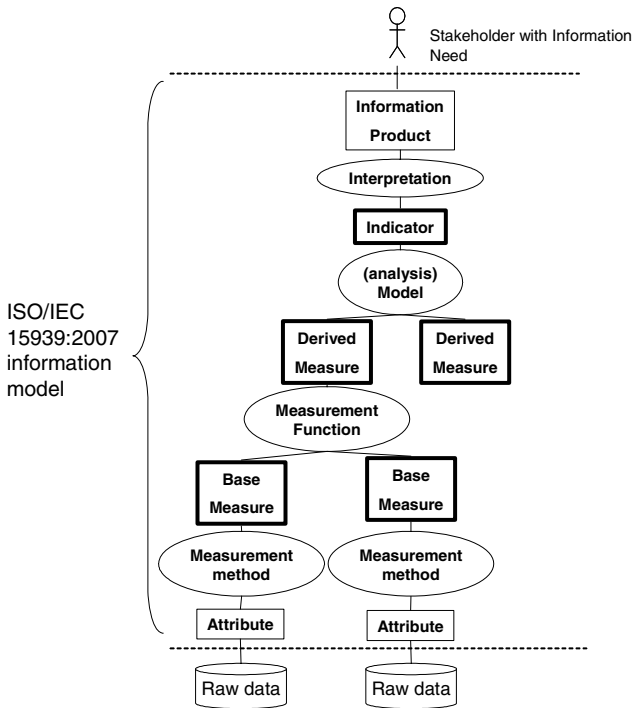 Stakeholder with Information
Need
Information
Product
Interpretation
Indicator
(analysis)
Model
ISO/IEC
15939:2007
information
model
Derived
Measure
Derived
Measure
Measurement
Function
Base
Measure
Base
Measure
Measurement
method
Measurement
method
Attribute
Attribute
Raw data
Raw data